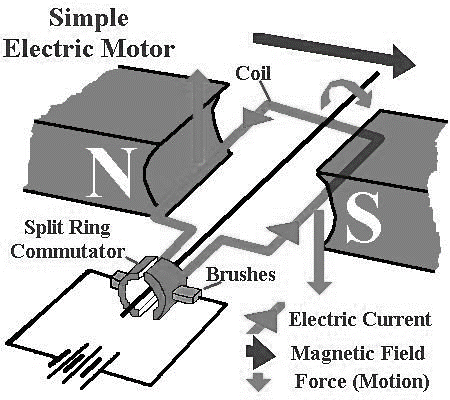 Simple
Electric Motor
Coil
N
S
Split Ring
Commutator
Brushes
Electric Current
Magnetic Field
Force (Motion)